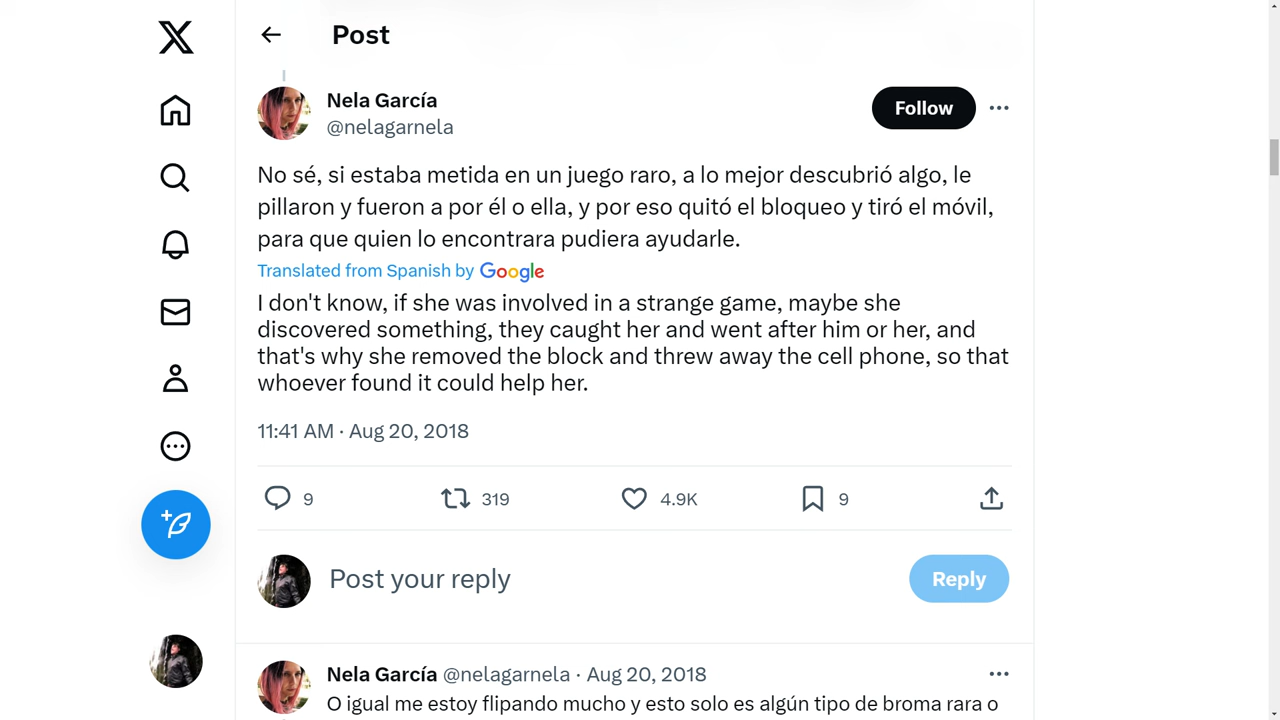 Post
Nela García
@nelagarnela
Follow
No sé, si estaba metida en un juego raro, a lo mejor descubrió algo, le
pillaron y fueron a por él o ella, y por eso quitó el bloqueo y tiró el móvil,
para que quien lo encontrara pudiera ayudarle.
Translated from Spanish by Google
I don't know, if she was involved in a strange game, maybe she
discovered something, they caught her and went after him or her, and
that's why she removed the block and threw away the cell phone, so that
whoever found it could help her.
11:41 AM · Aug 20, 2018
9 319 4.9K 9
Post your reply
Reply
Nela García @nelagarnela · Aug 20, 2018
O igual me estoy flipando mucho y esto solo es algún tipo de broma rara o